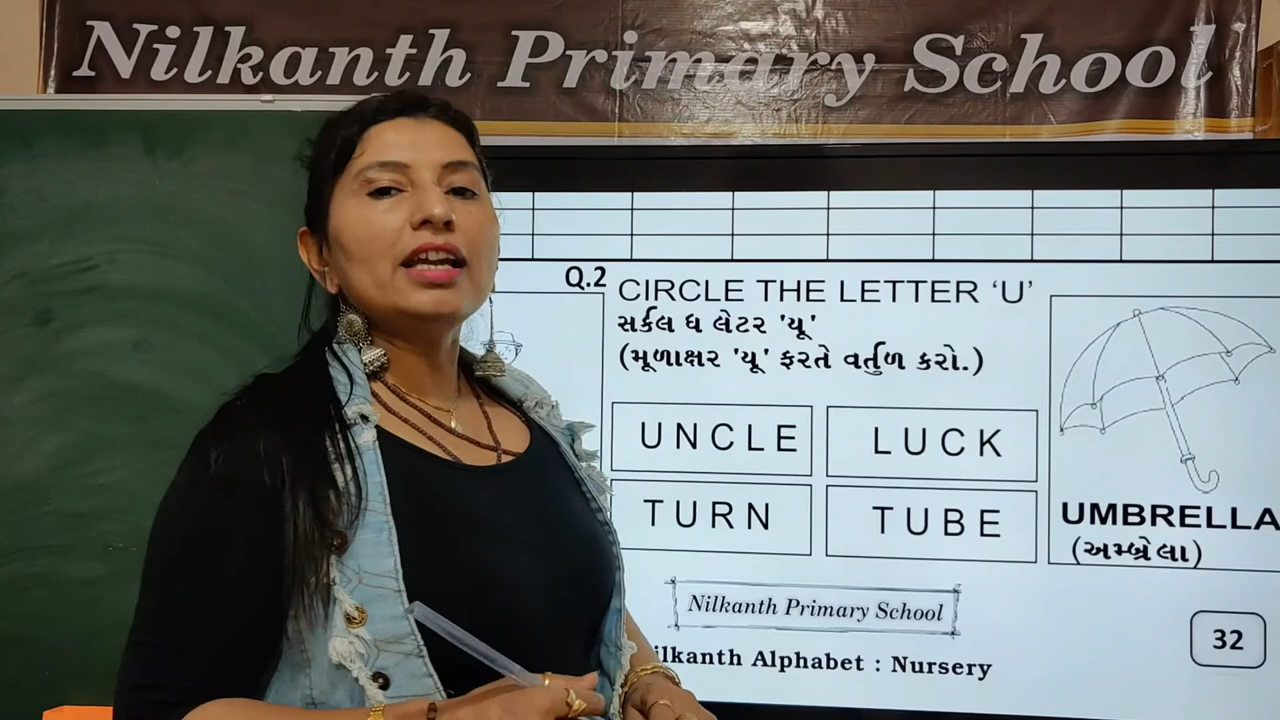 Nilkanth Primary School
Q.2 CIRCLE THE LETTER ‘U’
સર્કલ ધ લેટર 'યૂ'
(મૂળાક્ષર 'યૂ' ફરતે વર્તુળ કરો.)
UNCLE LUCK
TURN TUBE
UMBRELLA
(અમ્બ્રેલા)
Nilkanth Primary School
ilkanth Alphabet : Nursery
32